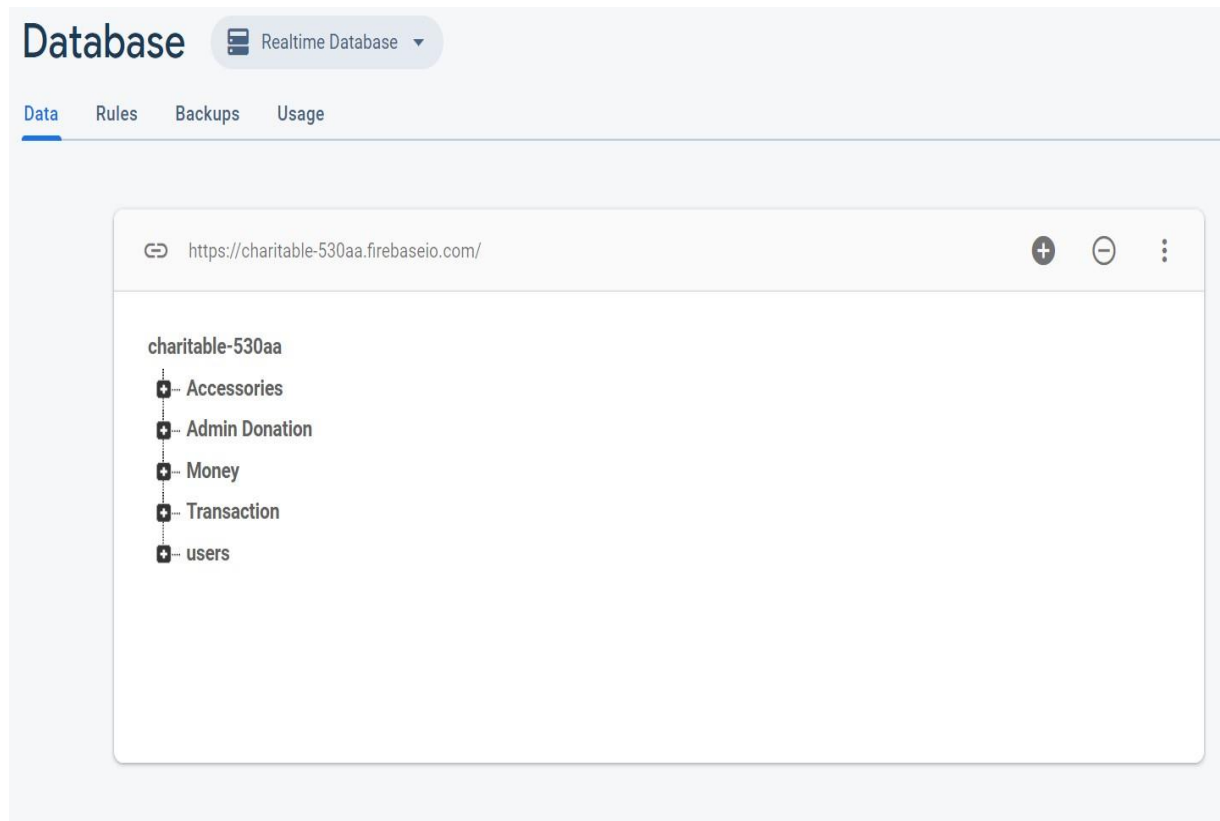 Database Realtime Database
Data Rules Backups Usage
https://charitable-530aa.firebaseio.com/
charitable-530aa
Accessories
Admin Donation
Money
Transaction
users